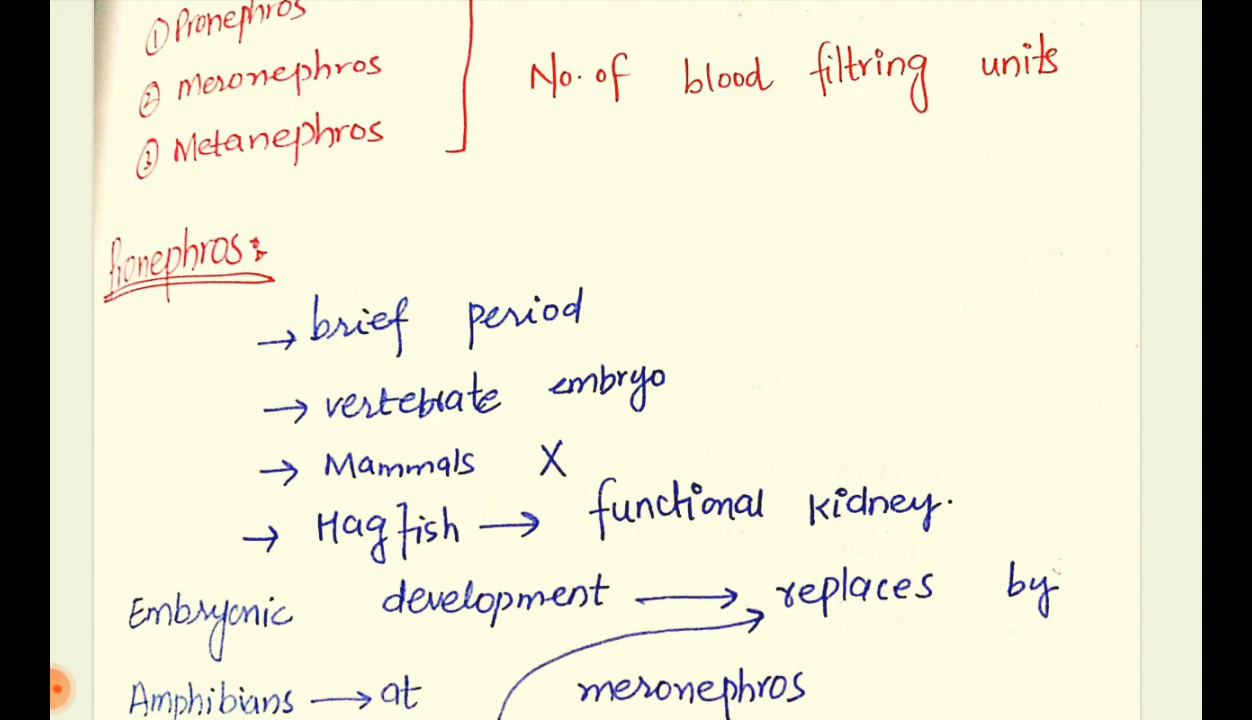 ① Pronephros
② mesonephros
③ Metanephros
No. of blood filtring units
Pronephros:
→ brief period
→ vertebrate embryo
→ Mammals X
→ Hagfish → functional kidney.
Embryonic development → replaces by
Amphibians → at mesonephros